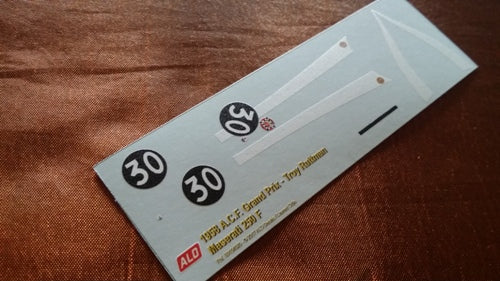 30
30
30
1958 A.C.F. Grand Prix - Troy Ruttman
Maserati 250 F
ALO